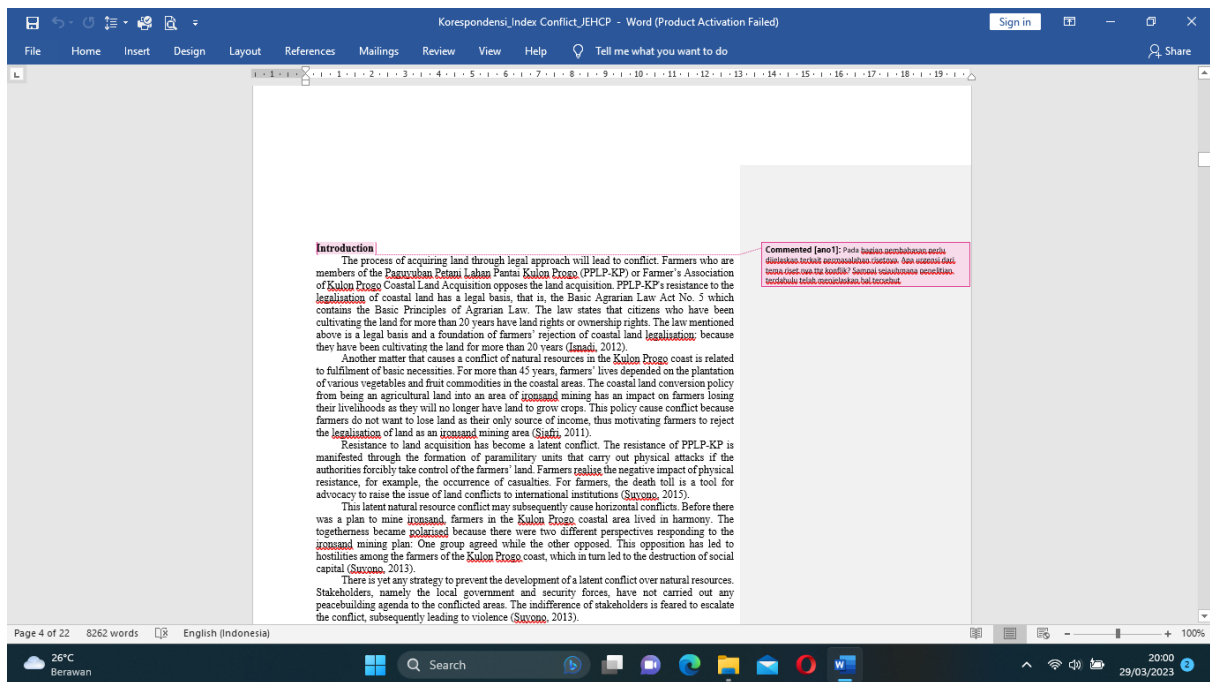 Korespondensi_Index Conflict_JEHCP - Word (Product Activation Failed)
Sign in
File Home Insert Design Layout References Mailings Review View Help Tell me what you want to do
Share
1 1 2 3 4 5 6 7 8 9 10 11 12 13 14 15 16 17 18 19
Introduction
The process of acquiring land through legal approach will lead to conflict. Farmers who are
members of the Paguyuban Petani Lahan Pantai Kulon Progo (PPLP-KP) or Farmer's Association
of Kulon Progo Coastal Land Acquisition opposes the land acquisition. PPLP-KP's resistance to the
legalisation of coastal land has a legal basis, that is, the Basic Agrarian Law Act No. 5 which
contains the Basic Principles of Agrarian Law. The law states that citizens who have been
cultivating the land for more than 20 years have land rights or ownership rights. The law mentioned
above is a legal basis and a foundation of farmers' rejection of coastal land legalisation; because
they have been cultivating the land for more than 20 years (Isnadi, 2012).
Another matter that causes a conflict of natural resources in the Kulon Progo coast is related
to fulfilment of basic necessities. For more than 45 years, farmers' lives depended on the plantation
of various vegetables and fruit commodities in the coastal areas. The coastal land conversion policy
from being an agricultural land into an area of ironsand mining has an impact on farmers losing
their livelihoods as they will no longer have land to grow crops. This policy cause conflict because
farmers do not want to lose land as their only source of income, thus motivating farmers to reject
the legalisation of land as an ironsand mining area (Sjafri, 2011).
Resistance to land acquisition has become a latent conflict. The resistance of PPLP-KP is
manifested through the formation of paramilitary units that carry out physical attacks if the
authorities forcibly take control of the farmers' land. Farmers realise the negative impact of physical
resistance, for example, the occurrence of casualties. For farmers, the death toll is a tool for
advocacy to raise the issue of land conflicts to international institutions (Suyono, 2015).
This latent natural resource conflict may subsequently cause horizontal conflicts. Before there
was a plan to mine ironsand, farmers in the Kulon Progo coastal area lived in harmony. The
togetherness became polarised because there were two different perspectives responding to the
ironsand mining plan: One group agreed while the other opposed. This opposition has led to
hostilities among the farmers of the Kulon Progo coast, which in turn led to the destruction of social
capital (Suyono, 2013).
There is yet any strategy to prevent the development of a latent conflict over natural resources.
Stakeholders, namely the local government and security forces, have not carried out any
peacebuilding agenda to the conflicted areas. The indifference of stakeholders is feared to escalate
the conflict, subsequently leading to violence (Suyono, 2013).
Commented [ano1]: Pada bagian pembahasan perlu
dijelaskan terkait permasalahan risetnya. Apa urgensi dari
tema riset nya ttg konflik? Sampai sejauhmana penelitian
terdahulu telah menjelaskan hal tersebut.
Page 4 of 22 8262 words English (Indonesia)
100%
26°C
Berawan
Search
20:00
29/03/2023
2